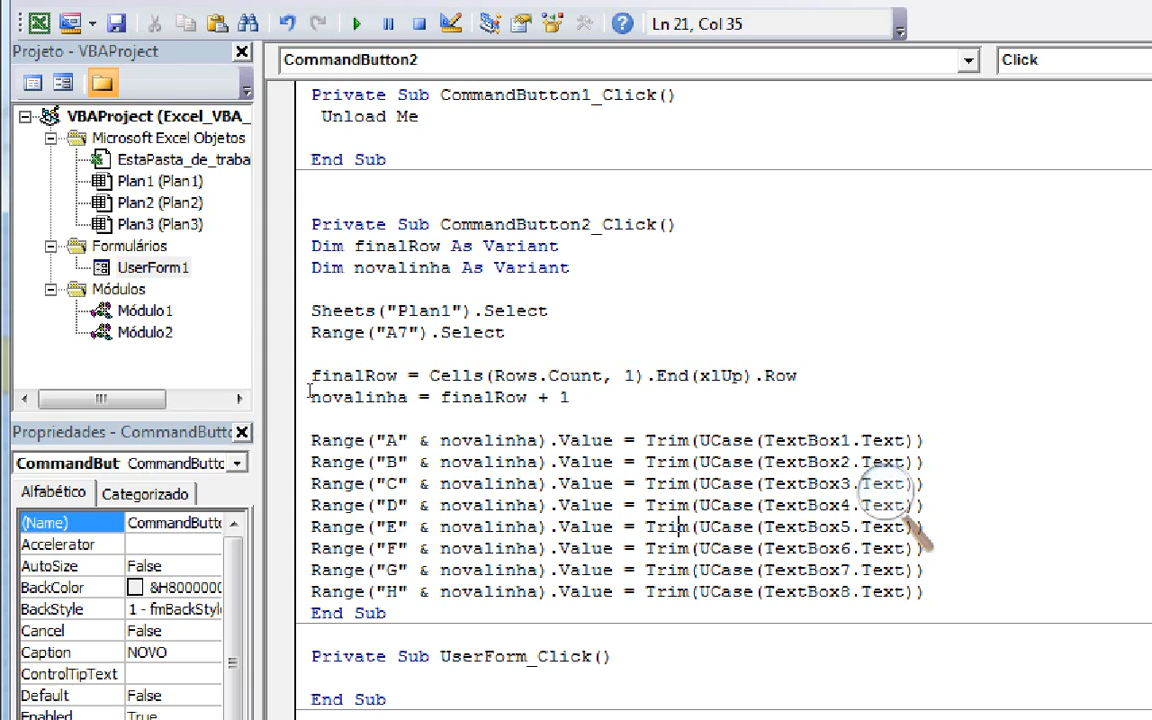 Ln 21, Col 35
Projeto - VBAProject
CommandButton2
Click
VBAProject (Excel_VBA_
Microsoft Excel Objetos
EstaPasta_de_traba
Plan1 (Plan1)
Plan2 (Plan2)
Plan3 (Plan3)
Formulários
UserForm1
Módulos
Módulo1
Módulo2
Propriedades - CommandButto
CommandBut CommandButto
Alfabético Categorizado
(Name) CommandButto
Accelerator
AutoSize False
BackColor &H8000000
BackStyle 1 - fmBackStyle
Cancel False
Caption NOVO
ControlTipText
Default False
Enabled True
Private Sub CommandButton1_Click()
Unload Me
End Sub
Private Sub CommandButton2_Click()
Dim finalRow As Variant
Dim novalinha As Variant
Sheets("Plan1").Select
Range("A7").Select
finalRow = Cells(Rows.Count, 1).End(xlUp).Row
novalinha = finalRow + 1
Range("A" & novalinha).Value = Trim(UCase(TextBox1.Text))
Range("B" & novalinha).Value = Trim(UCase(TextBox2.Text))
Range("C" & novalinha).Value = Trim(UCase(TextBox3.Text))
Range("D" & novalinha).Value = Trim(UCase(TextBox4.Text))
Range("E" & novalinha).Value = Trim(UCase(TextBox5.Text))
Range("F" & novalinha).Value = Trim(UCase(TextBox6.Text))
Range("G" & novalinha).Value = Trim(UCase(TextBox7.Text))
Range("H" & novalinha).Value = Trim(UCase(TextBox8.Text))
End Sub
Private Sub UserForm_Click()
End Sub